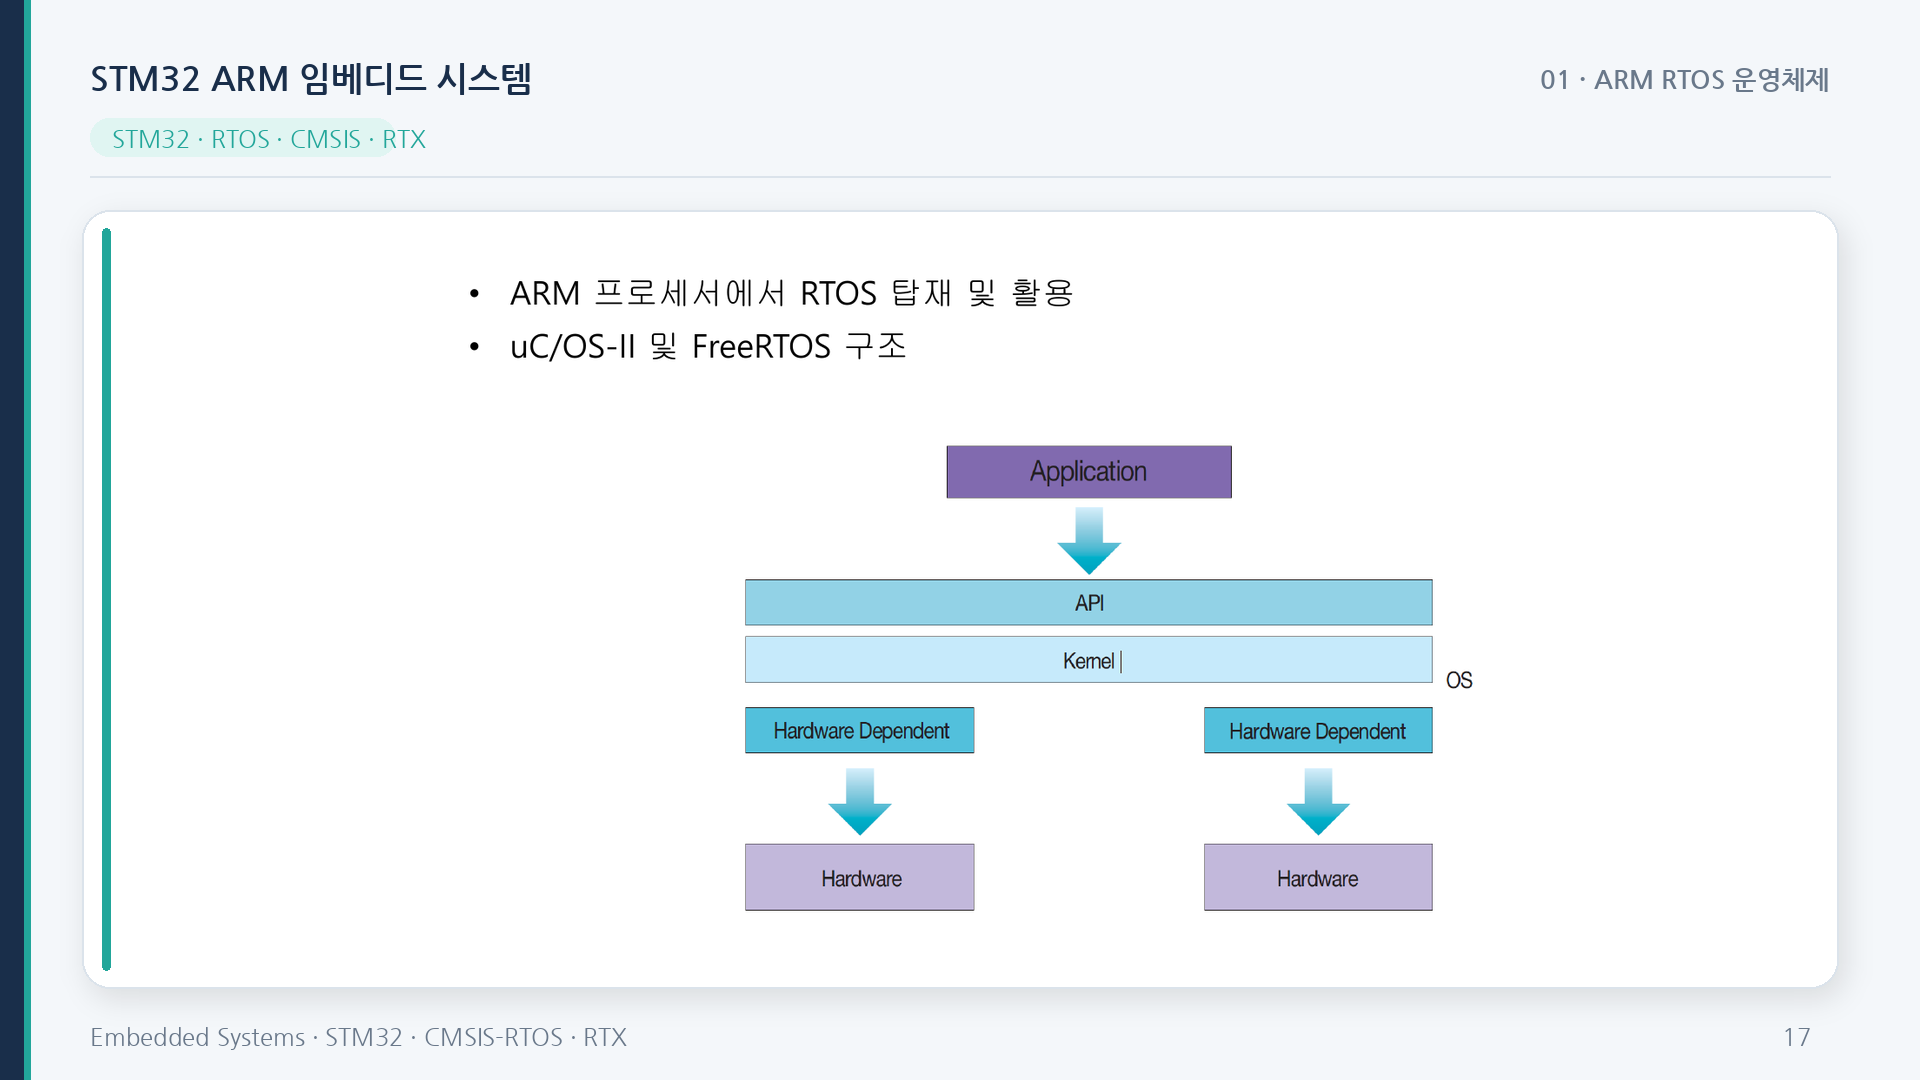 STM32 ARM 임베디드 시스템
01 · ARM RTOS 운영체제
STM32 · RTOS · CMSIS · RTX
• ARM 프로세서에서 RTOS 탑재 및 활용
• uC/OS-II 및 FreeRTOS 구조
Application
API
Kernel |
OS
Hardware Dependent
Hardware Dependent
Hardware
Hardware
Embedded Systems · STM32 · CMSIS-RTOS · RTX
17